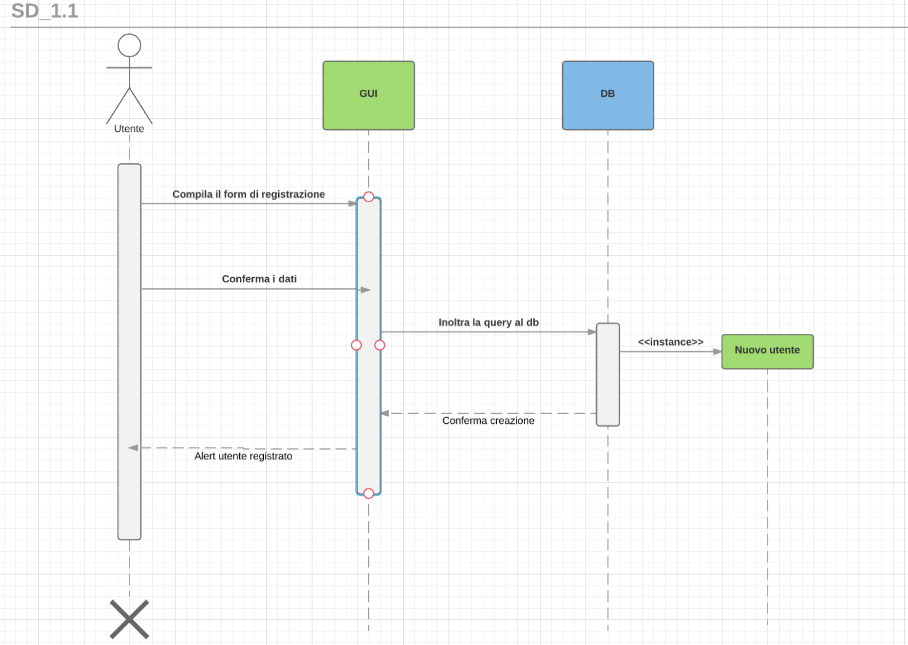 SD_1.1
GUI
DB
Utente
Compila il form di registrazione
Conferma i dati
Inoltra la query al db
<<instance>>
Nuovo utente
Conferma creazione
Alert utente registrato